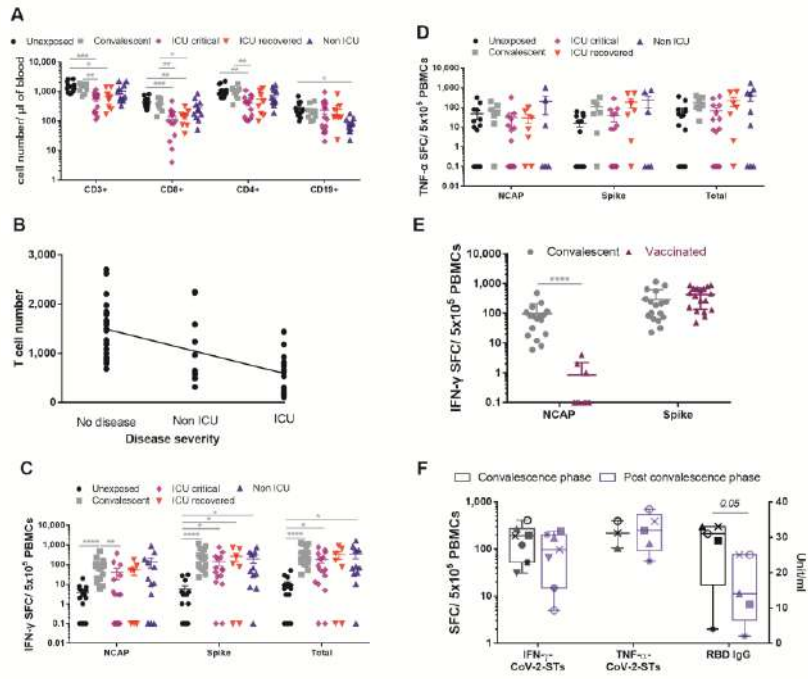 A
Unexposed
Convalescent
ICU critical
ICU recovered
Non ICU
cell number/ µl of blood
10,000
1,000
100
10
1
***
*
**
*
**
**
***
**
**
*
CD3+
CD8+
CD4+
CD19+
B
T cell number
3,000
2,000
1,000
0
No disease
Non ICU
ICU
Disease severity
C
Unexposed
Convalescent
ICU critical
ICU recovered
Non ICU
IFN-γ SFC/ 5x10⁵ PBMCs
10,000
1,000
100
10
1
0.1
0.01
****
**
*
*
*
****
*
*
****
NCAP
Spike
Total
D
Unexposed
Convalescent
ICU critical
ICU recovered
Non ICU
TNF-α SFC/ 5x10⁵ PBMCs
10,000
1,000
100
10
1
0.1
0.01
NCAP
Spike
Total
E
Convalescent
Vaccinated
IFN-γ SFC/ 5x10⁵ PBMCs
10,000
1,000
100
10
1
0.1
****
NCAP
Spike
F
Convalescence phase
Post convalescence phase
SFC/ 5x10⁵ PBMCs
1,000
100
10
1
0.05
40
30
20
10
0
Unit/ml
IFN-γ-
CoV-2-STs
TNF-α-
CoV-2-STs
RBD IgG